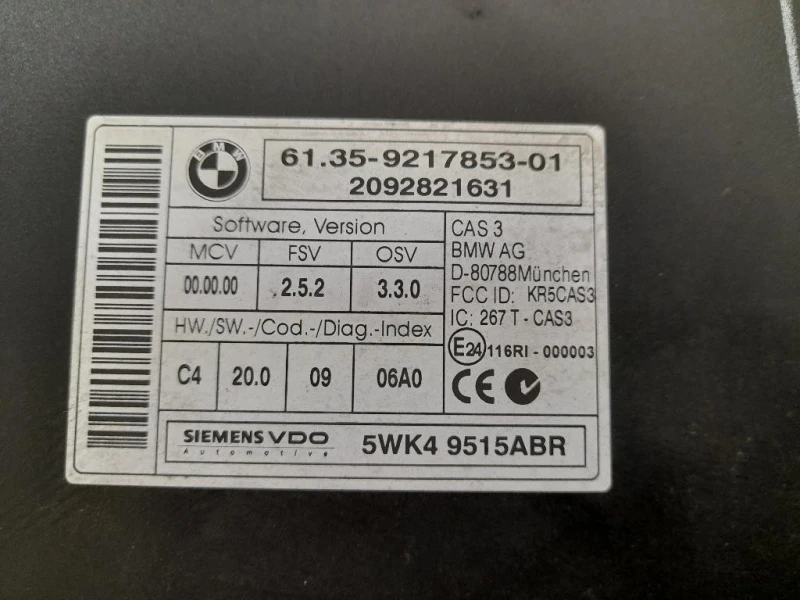 BMW
61.35-9217853-01
2092821631
Software, Version
MCV FSV OSV
00.00.00 2.5.2 3.3.0
HW./SW.-/Cod.-/Diag.-Index
C4 20.0 09 06A0
CAS 3
BMW AG
D-80788München
FCC ID: KR5CAS3
IC: 267 T - CAS3
E24 116RI - 000003
CE
SIEMENS VDO
Automotive
5WK4 9515ABR